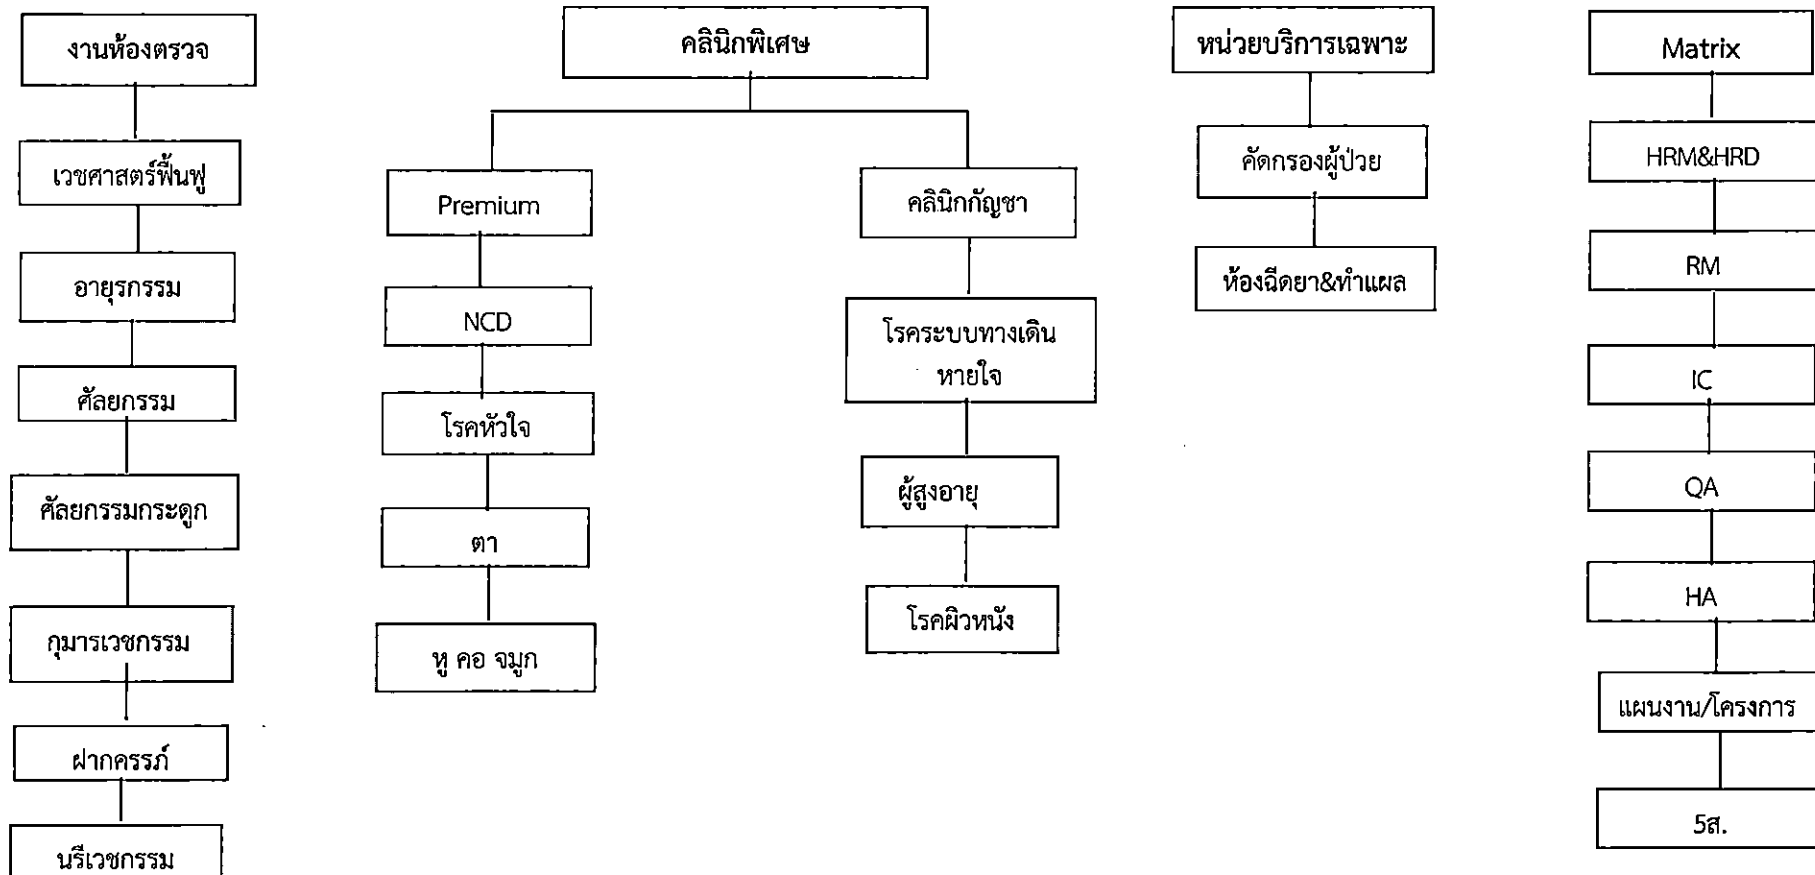 งานห้องตรวจ
เวชศาสตร์ฟื้นฟู
อายุรกรรม
ศัลยกรรม
ศัลยกรรมกระดูก
กุมารเวชกรรม
ฝากครรภ์
นรีเวชกรรม
คลินิกพิเศษ
Premium
NCD
โรคหัวใจ
ตา
หู คอ จมูก
คลินิกกัญชา
โรคระบบทางเดิน
หายใจ
ผู้สูงอายุ
โรคผิวหนัง
หน่วยบริการเฉพาะ
คัดกรองผู้ป่วย
ห้องฉีดยา&ทำแผล
Matrix
HRM&HRD
RM
IC
QA
HA
แผนงาน/โครงการ
5ส.